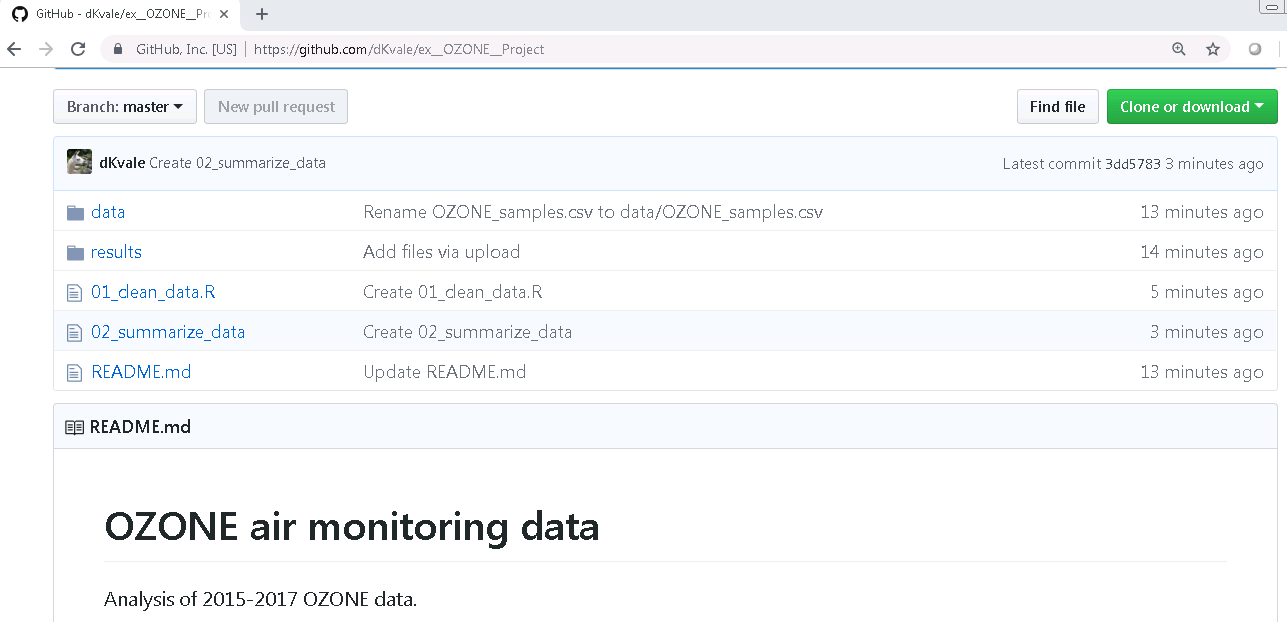 GitHub - dKvale/ex__OZONE__Pr
GitHub, Inc. [US] | https://github.com/dKvale/ex__OZONE__Project
Branch: master New pull request Find file Clone or download
dKvale Create 02_summarize_data Latest commit 3dd5783 3 minutes ago
data Rename OZONE_samples.csv to data/OZONE_samples.csv 13 minutes ago
results Add files via upload 14 minutes ago
01_clean_data.R Create 01_clean_data.R 5 minutes ago
02_summarize_data Create 02_summarize_data 3 minutes ago
README.md Update README.md 13 minutes ago
README.md
OZONE air monitoring data
Analysis of 2015-2017 OZONE data.